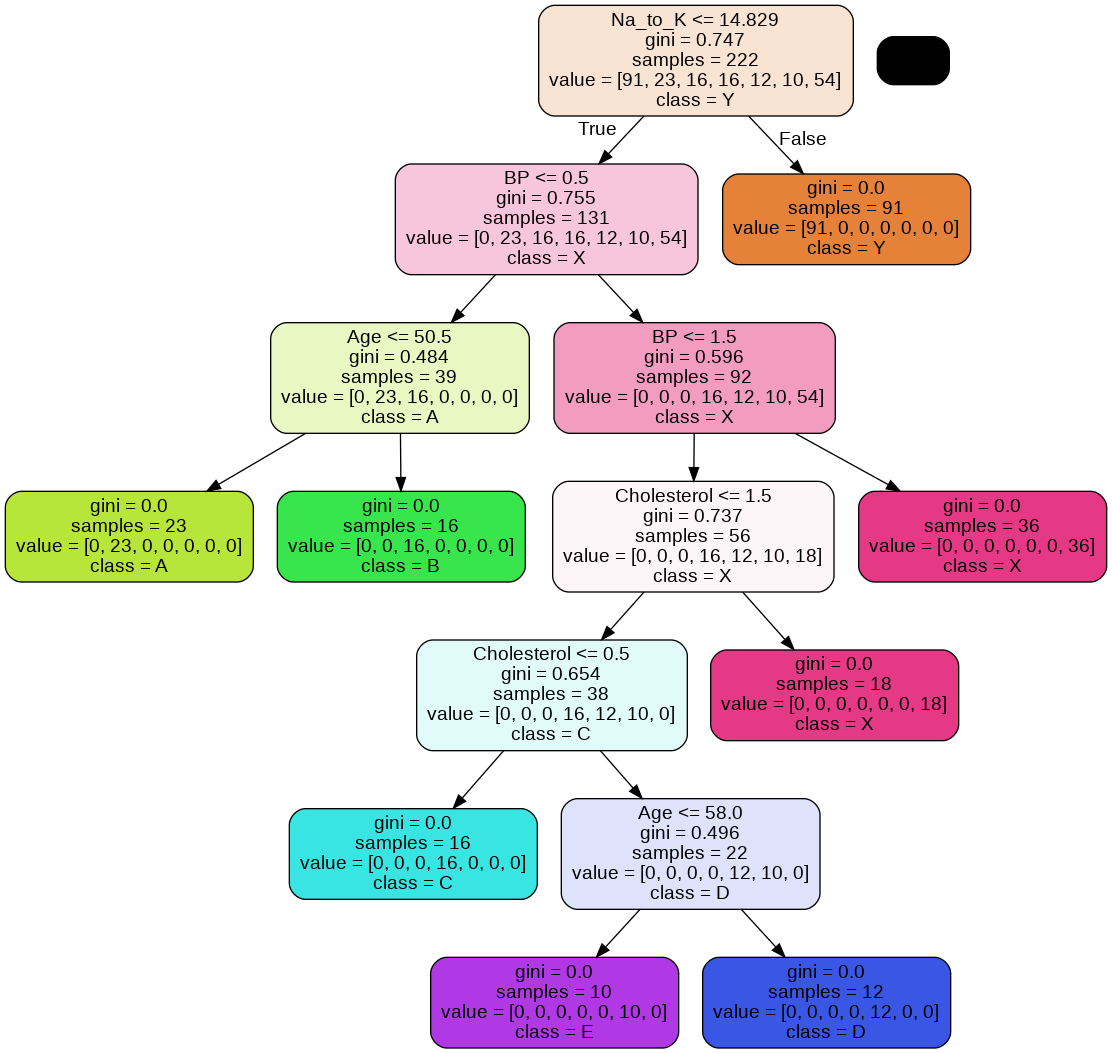 Na_to_K <= 14.829
gini = 0.747
samples = 222
value = [91, 23, 16, 16, 12, 10, 54]
class = Y
True
False
BP <= 0.5
gini = 0.755
samples = 131
value = [0, 23, 16, 16, 12, 10, 54]
class = X
gini = 0.0
samples = 91
value = [91, 0, 0, 0, 0, 0, 0]
class = Y
Age <= 50.5
gini = 0.484
samples = 39
value = [0, 23, 16, 0, 0, 0, 0]
class = A
BP <= 1.5
gini = 0.596
samples = 92
value = [0, 0, 0, 16, 12, 10, 54]
class = X
gini = 0.0
samples = 23
value = [0, 23, 0, 0, 0, 0, 0]
class = A
gini = 0.0
samples = 16
value = [0, 0, 16, 0, 0, 0, 0]
class = B
Cholesterol <= 1.5
gini = 0.737
samples = 56
value = [0, 0, 0, 16, 12, 10, 18]
class = X
gini = 0.0
samples = 36
value = [0, 0, 0, 0, 0, 0, 36]
class = X
Cholesterol <= 0.5
gini = 0.654
samples = 38
value = [0, 0, 0, 16, 12, 10, 0]
class = C
gini = 0.0
samples = 18
value = [0, 0, 0, 0, 0, 0, 18]
class = X
gini = 0.0
samples = 16
value = [0, 0, 0, 16, 0, 0, 0]
class = C
Age <= 58.0
gini = 0.496
samples = 22
value = [0, 0, 0, 0, 12, 10, 0]
class = D
gini = 0.0
samples = 10
value = [0, 0, 0, 0, 0, 10, 0]
class = E
gini = 0.0
samples = 12
value = [0, 0, 0, 0, 12, 0, 0]
class = D